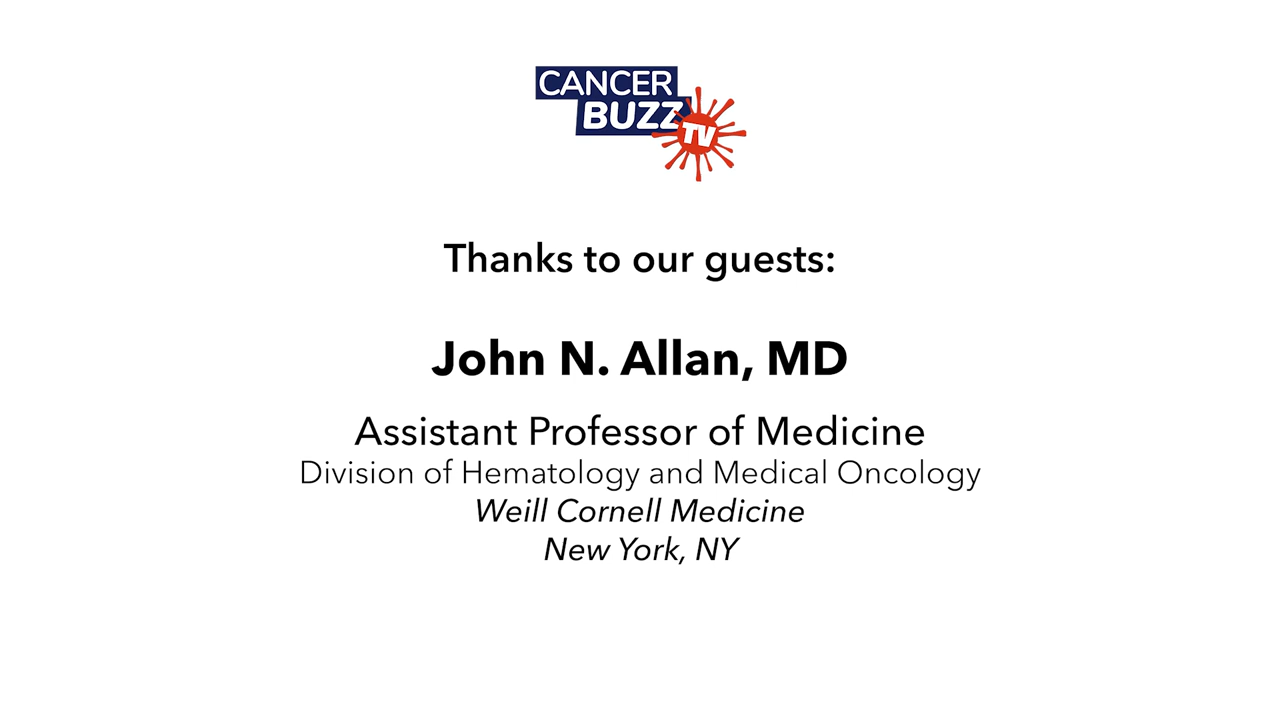 CANCER
BUZZ
TV
Thanks to our guests:
John N. Allan, MD
Assistant Professor of Medicine
Division of Hematology and Medical Oncology
Weill Cornell Medicine
New York, NY